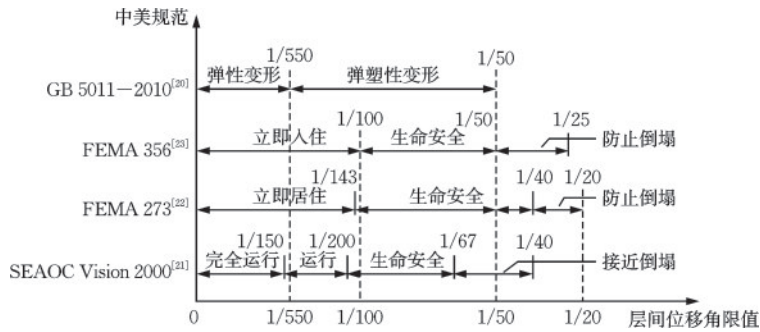 中美规范
1/550 1/50
弹性变形 弹塑性变形
GB 5011－2010[20]
1/100 1/50 1/25
立即入住 生命安全 防止倒塌
FEMA 356[23]
1/143 1/40 1/20
立即居住 生命安全 防止倒塌
FEMA 273[22]
1/150 1/200 1/67 1/40
完全运行 运行 生命安全 接近倒塌
SEAOC Vision 2000[21]
0 1/550 1/100 1/50 1/20 层间位移角限值